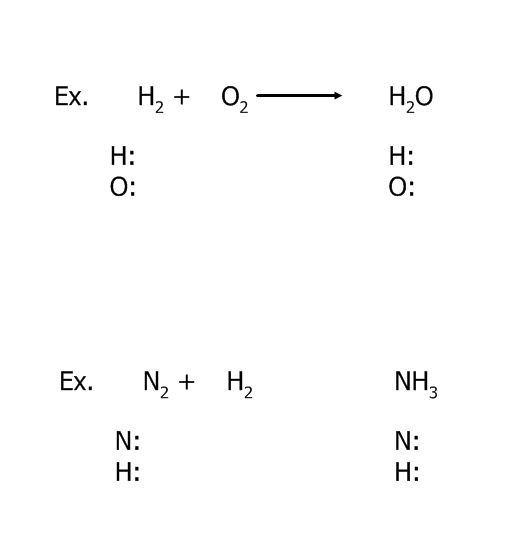 Ex. H₂ + O₂ ⟶ H₂O
H: H:
O: O:
Ex. N₂ + H₂ NH₃
N: N:
H: H: